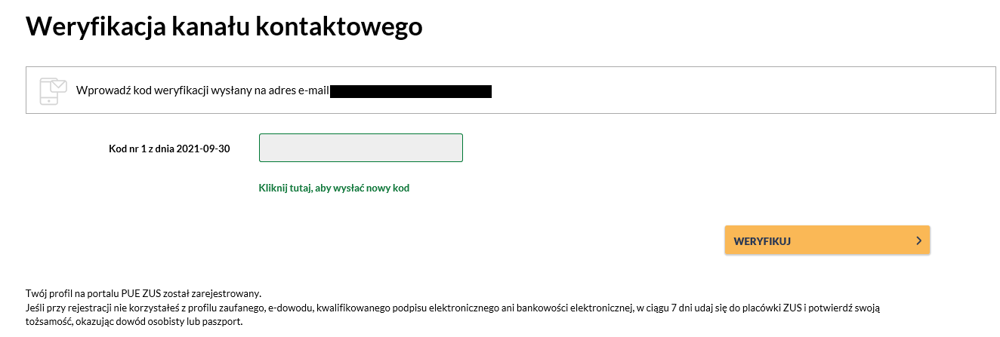 Weryfikacja kanału kontaktowego
Wprowadź kod weryfikacji wysłany na adres e-mail
Kod nr 1 z dnia 2021-09-30
Kliknij tutaj, aby wysłać nowy kod
WERYFIKUJ
Twój profil na portalu PUE ZUS został zarejestrowany.
Jeśli przy rejestracji nie korzystałeś z profilu zaufanego, e-dowodu, kwalifikowanego podpisu elektronicznego ani bankowości elektronicznej, w ciągu 7 dni udaj się do placówki ZUS i potwierdź swoją
tożsamość, okazując dowód osobisty lub paszport.